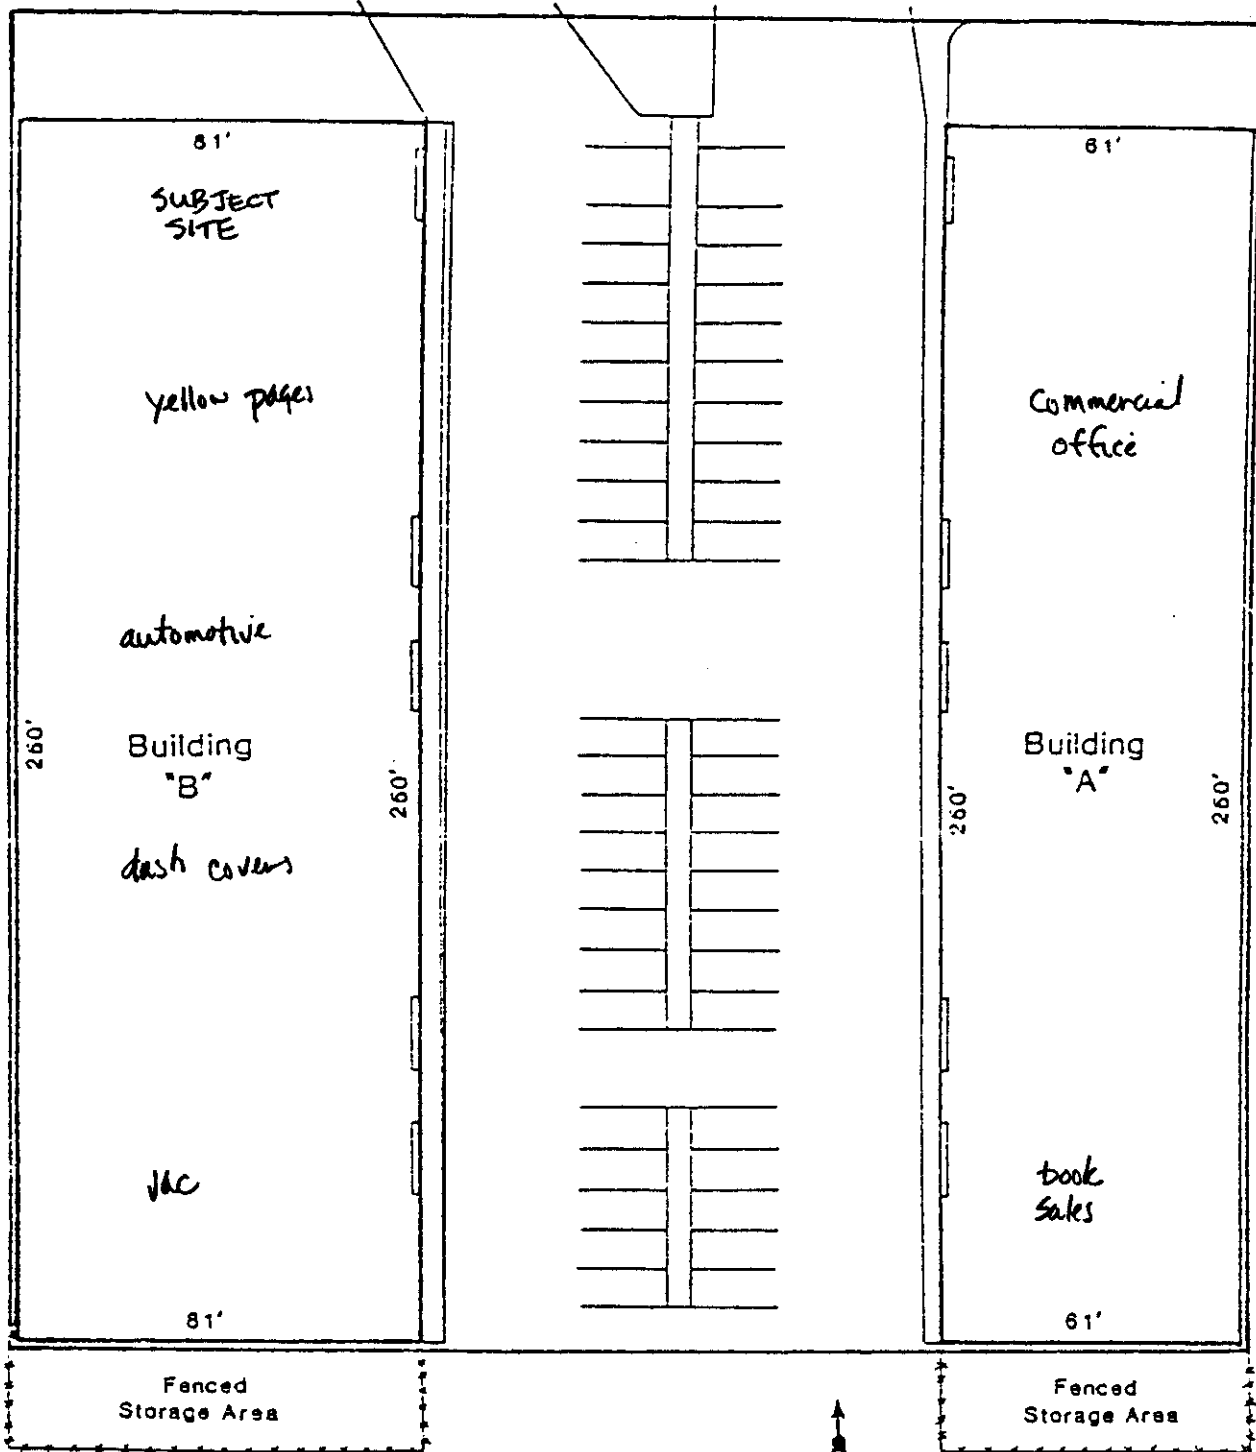 81'
61'
SUBJECT
SITE
yellow pages
Commercial
office
automotive
260'
Building
"B"
260'
260'
Building
"A"
260'
dash covers
vac
book
sales
81'
61'
Fenced
Storage Area
Fenced
Storage Area